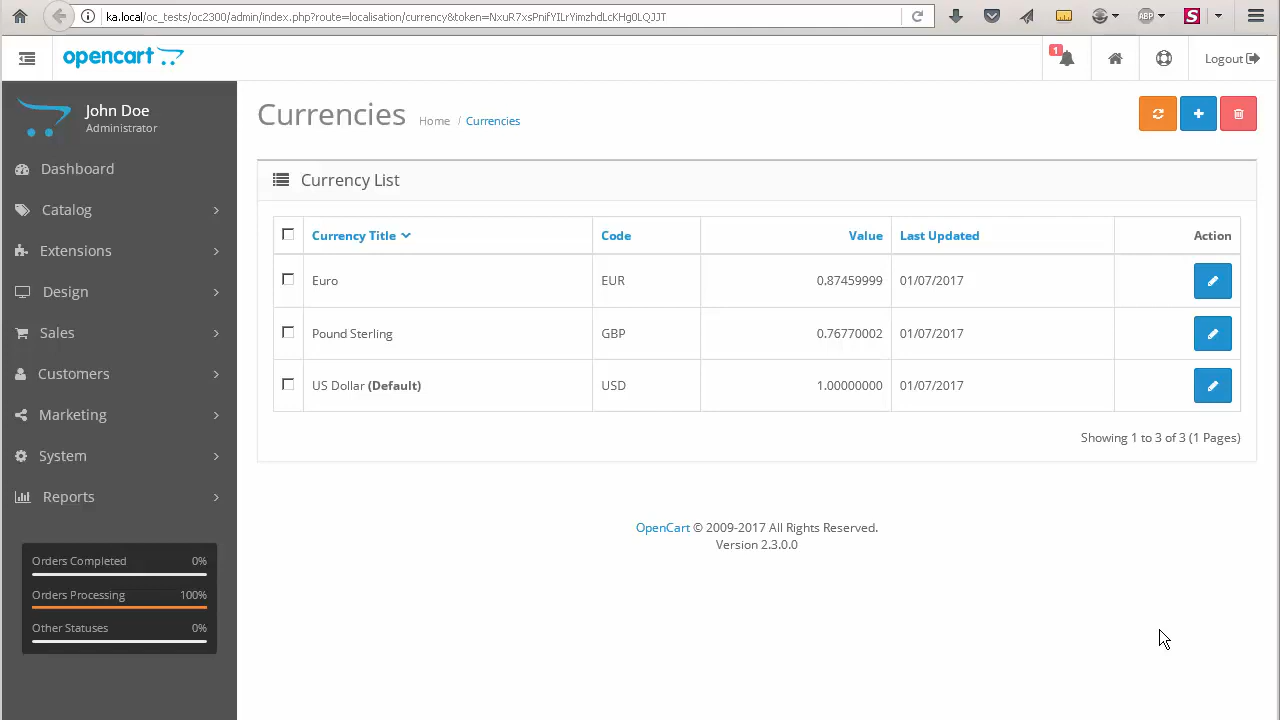 ka.local/oc_tests/oc2300/admin/index.php?route=localisation/currency&token=NxuR7xsPnifYILrYimzhdLcKHg0LQJJT
ABP
S
opencart
1
Logout
John Doe
Administrator
Currencies
Home / Currencies
Dashboard
Catalog
Extensions
Design
Sales
Customers
Marketing
System
Reports
Currency List
Currency Title Code Value Last Updated Action
Euro EUR 0.87459999 01/07/2017
Pound Sterling GBP 0.76770002 01/07/2017
US Dollar (Default) USD 1.00000000 01/07/2017
Showing 1 to 3 of 3 (1 Pages)
Orders Completed 0%
Orders Processing 100%
Other Statuses 0%
OpenCart © 2009-2017 All Rights Reserved.
Version 2.3.0.0